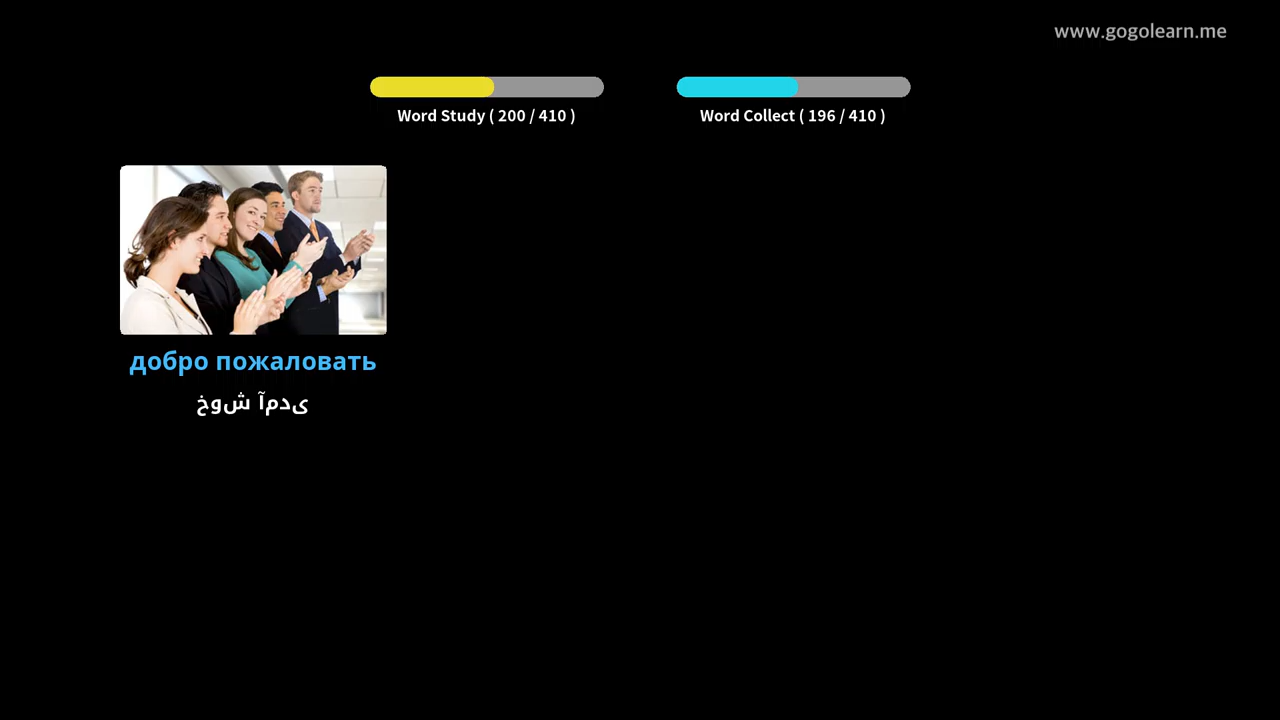 www.gogolearn.me
Word Study ( 200 / 410 )
Word Collect ( 196 / 410 )
добро пожаловать
خوش آمدی